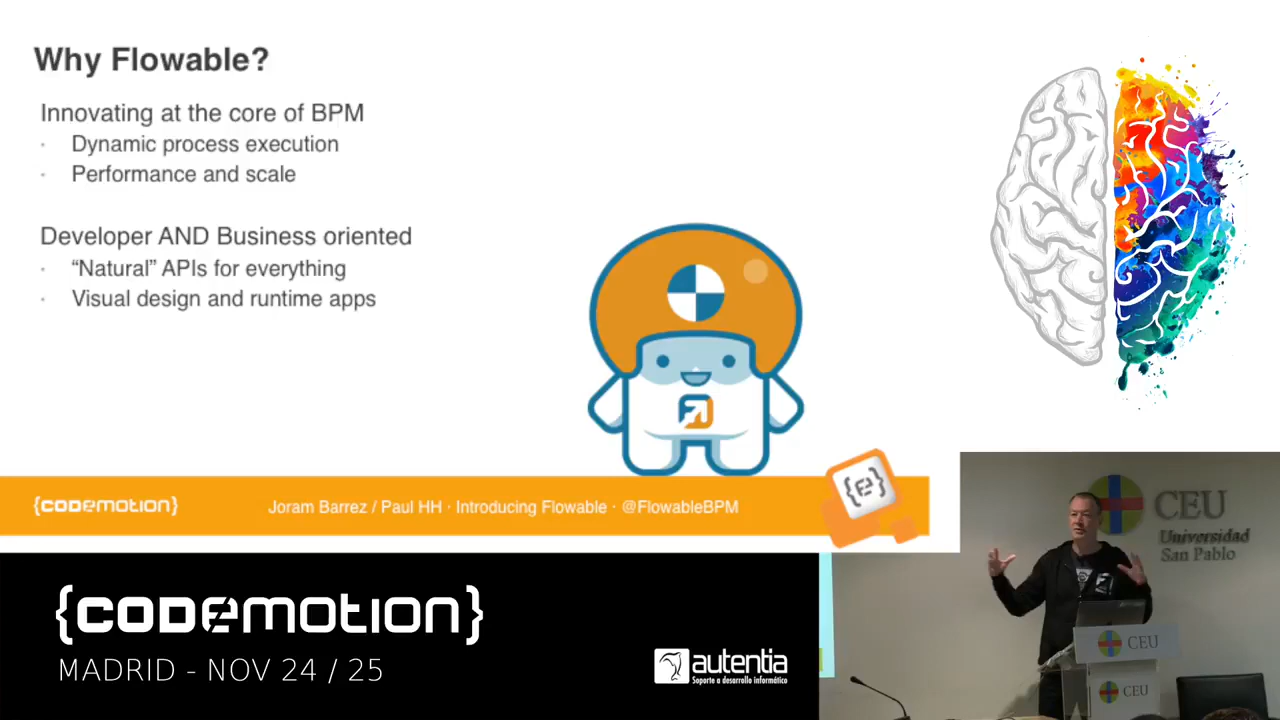 Why Flowable?
Innovating at the core of BPM
· Dynamic process execution
· Performance and scale
Developer AND Business oriented
· “Natural” APIs for everything
· Visual design and runtime apps
{codemotion}
Joram Barrez / Paul HH · Introducing Flowable · @FlowableBPM
{e}
{codemotion}
MADRID - NOV 24 / 25
autentia
Soporte a desarrollo informático
CEU
Universidad
San Pablo
CEU
CEU